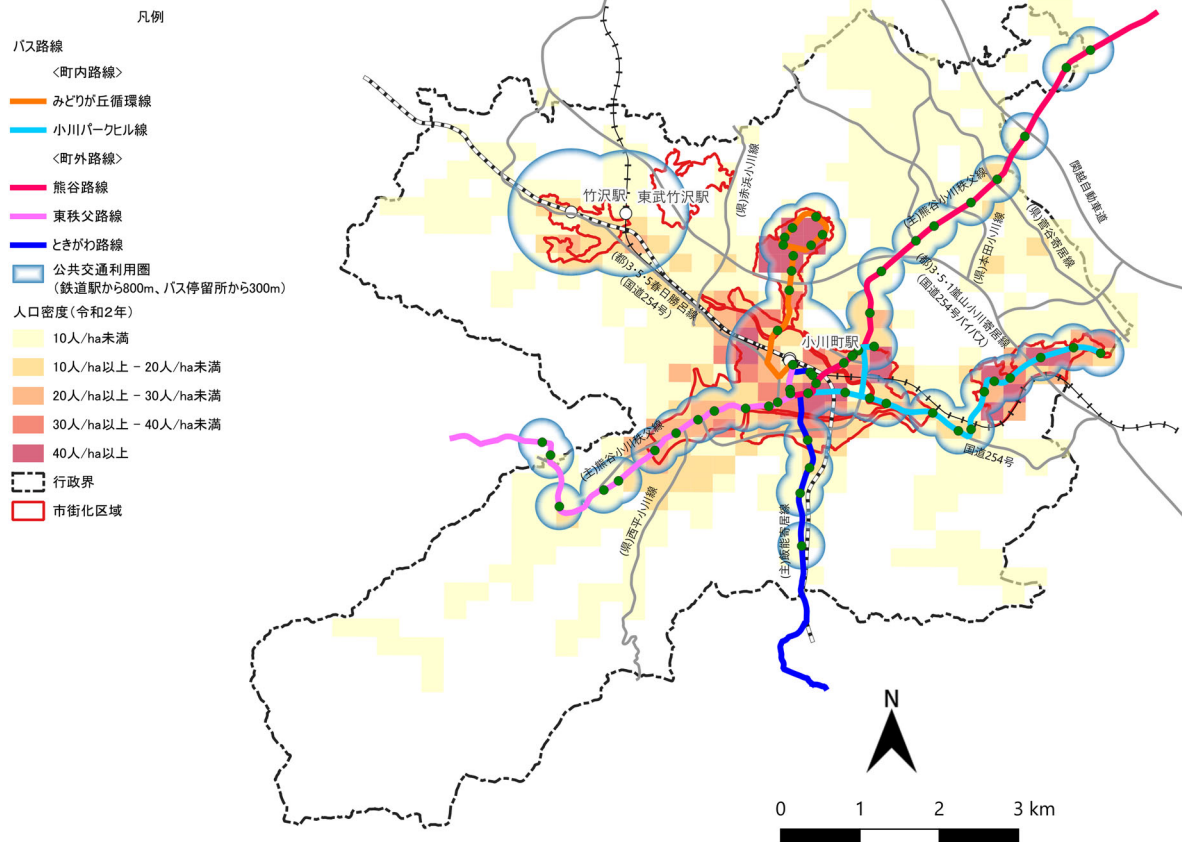 凡例
バス路線
<町内路線>
みどりが丘循環線
小川パークヒル線
<町外路線>
熊谷路線
東秩父路線
ときがわ路線
公共交通利用圏
(鉄道駅から800m、バス停留所から300m)
人口密度(令和2年)
10人/ha未満
10人/ha以上 - 20人/ha未満
20人/ha以上 - 30人/ha未満
30人/ha以上 - 40人/ha未満
40人/ha以上
行政界
市街化区域
竹沢駅
東武竹沢駅
(県)赤浜小川線
(都)3・5・5春日勝呂線
(国道254号)
小川町駅
(主)熊谷小川秩父線
関越自動車道
(県)菅谷寄居線
(県)本田小川線
(都)3・5・1嵐山小川寄居線
(国道254号バイパス)
国道254号
(主)熊谷小川秩父線
(県)西平小川線
(主)飯能寄居線
N
0 1 2 3 km